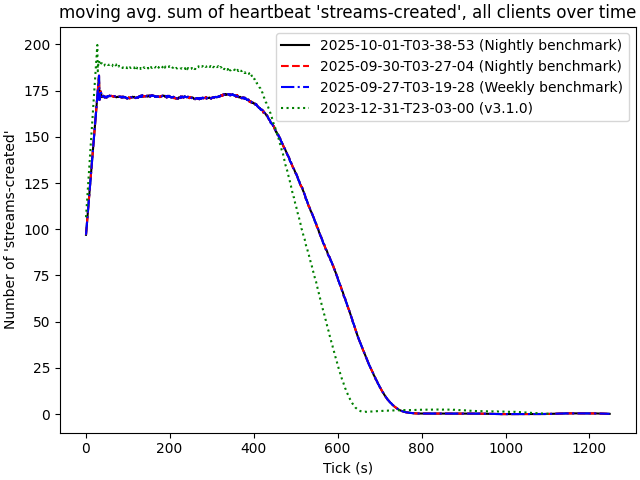 moving avg. sum of heartbeat 'streams-created', all clients over time
2025-10-01-T03-38-53 (Nightly benchmark)
2025-09-30-T03-27-04 (Nightly benchmark)
2025-09-27-T03-19-28 (Weekly benchmark)
2023-12-31-T23-03-00 (v3.1.0)
Number of 'streams-created'
200
175
150
125
100
75
50
25
0
0
200
400
600
800
1000
1200
Tick (s)